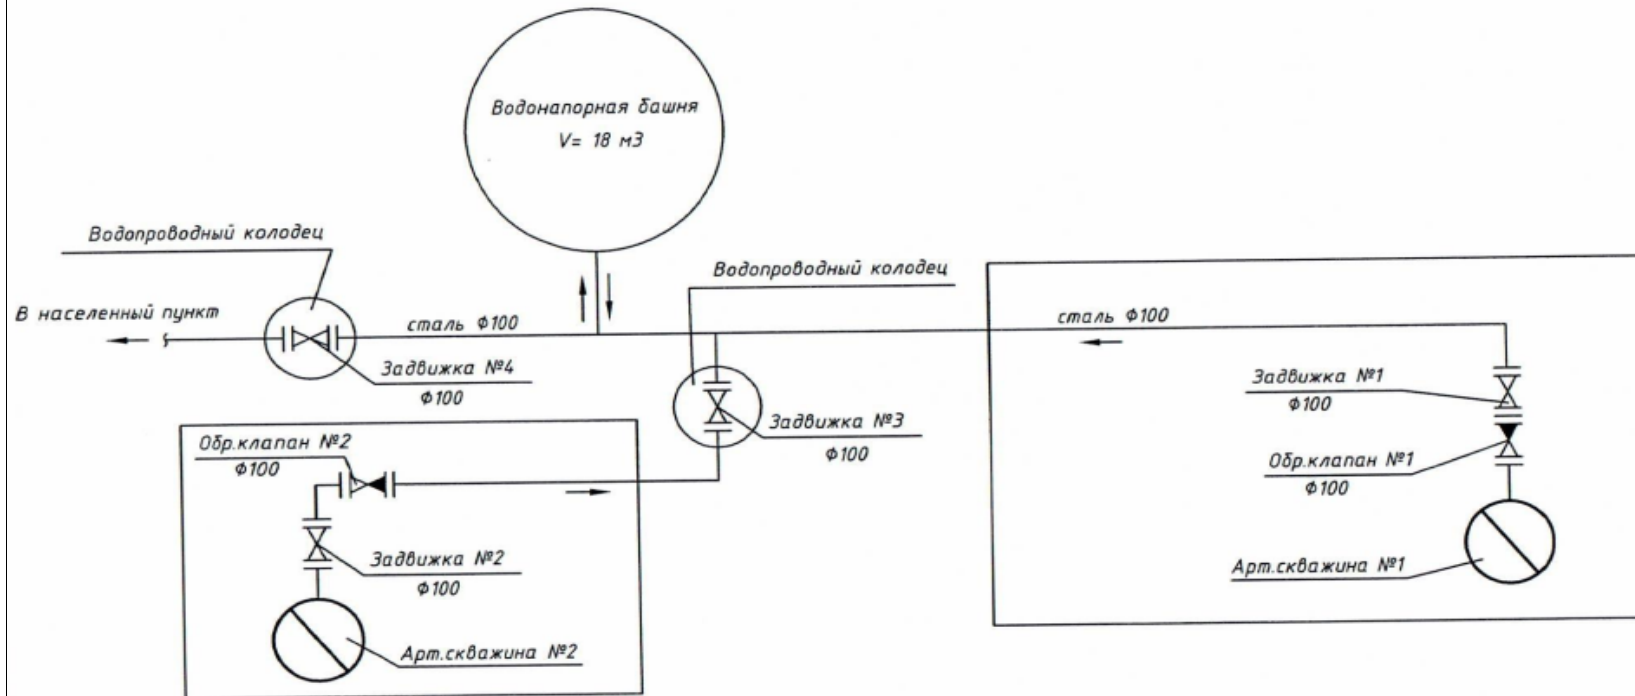 Водонапорная башня
V= 18 м3
Водопроводный колодец
Водопроводный колодец
В населенный пункт
сталь Ф100
сталь Ф100
Задвижка №4
Ф100
Задвижка №1
Ф100
Задвижка №3
Ф100
Обр.клапан №2
Ф100
Обр.клапан №1
Ф100
Задвижка №2
Ф100
Арт.скважина №1
Арт.скважина №2